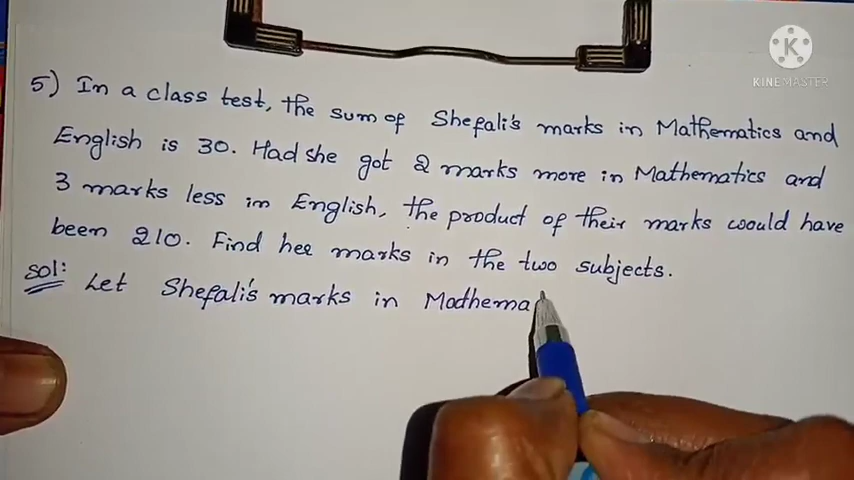 KINEMASTER
5) In a class test, the sum of Shefali's marks in Mathematics and
English is 30. Had she got 2 marks more in Mathematics and
3 marks less in English, the product of their marks would have
been 210. Find her marks in the two subjects.
Sol: Let Shefali's marks in Mathema